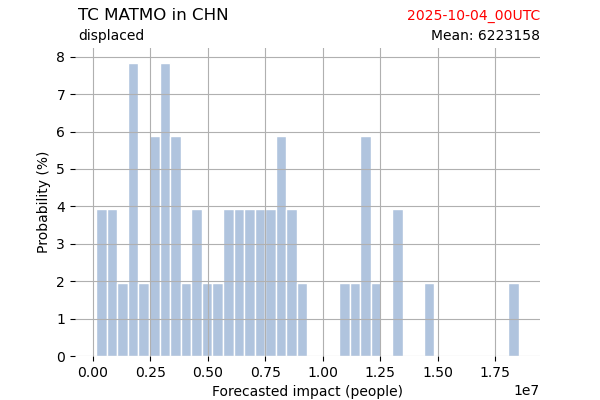 TC MATMO in CHN
2025-10-04_00UTC
displaced
Mean: 6223158
Probability (%)
8
7
6
5
4
3
2
1
0
0.00 0.25 0.50 0.75 1.00 1.25 1.50 1.75
1e7
Forecasted impact (people)